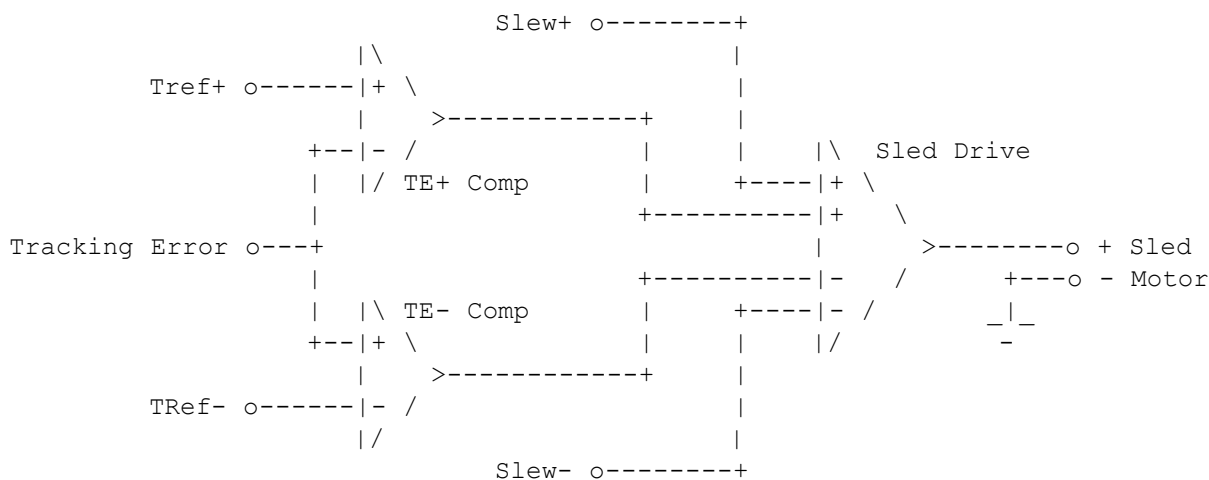 Slew+ o--------+
|\ |
Tref+ o------|+ \ |
| >------------+ |
+--|- / | | |\ Sled Drive
| |/ TE+ Comp | +----|+ \
| +----------|+ \
Tracking Error o---+ | >--------o + Sled
| +----------|- / +---o - Motor
| |\ TE- Comp | +----|- / _|_
+--|+ \ | | |/ -
| >------------+ |
TRef- o------|- / |
|/ |
Slew- o--------+